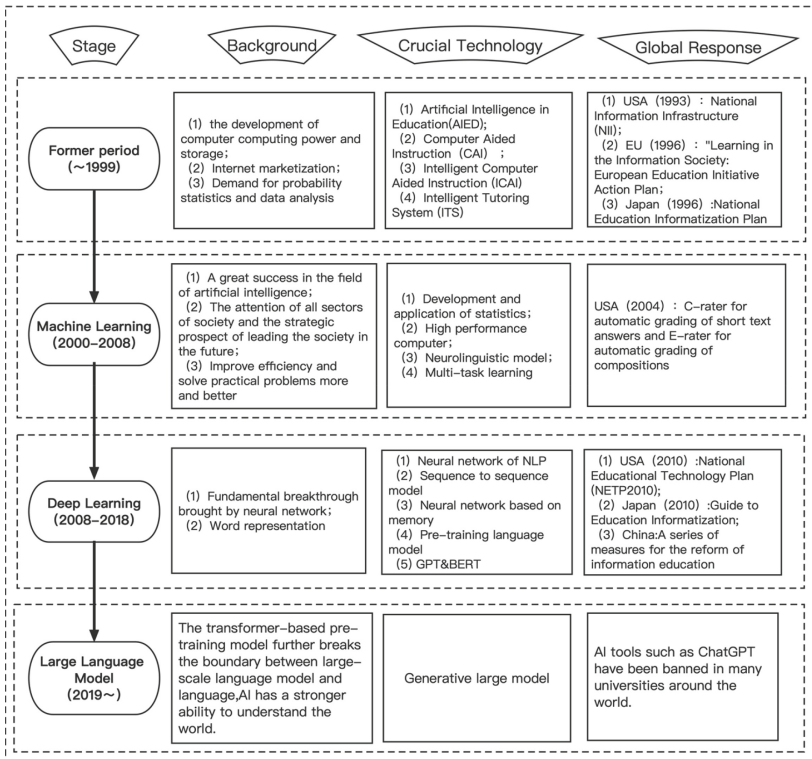 Stage
Background
Crucial Technology
Global Response
Former period
(~1999)
(1) the development of
computer computing power and
storage;
(2) Internet marketization;
(3) Demand for probability
statistics and data analysis
(1) Artificial Intelligence in
Education(AIED);
(2) Computer Aided
Instruction (CAI) ;
(3) Intelligent Computer
Aided Instruction (ICAI)
(4) Intelligent Tutoring
System (ITS)
(1) USA (1993) : National
Information Infrastructure
(NII);
(2) EU (1996) : "Learning in
the Information Society:
European Education Initiative
Action Plan;
(3) Japan (1996) :National
Education Informatization Plan
Machine Learning
(2000-2008)
(1) A great success in the field
of artificial intelligence;
(2) The attention of all sectors
of society and the strategic
prospect of leading the society in
the future;
(3) Improve efficiency and
solve practical problems more
and better
(1) Development and
application of statistics;
(2) High performance
computer;
(3) Neurolinguistic model;
(4) Multi-task learning
USA (2004) : C-rater for
automatic grading of short text
answers and E-rater for
automatic grading of
compositions
Deep Learning
(2008-2018)
(1) Fundamental breakthrough
brought by neural network;
(2) Word representation
(1) Neural network of NLP
(2) Sequence to sequence
model
(3) Neural network based on
memory
(4) Pre-training language
model
(5) GPT&BERT
(1) USA (2010) :National
Educational Technology Plan
(NETP2010);
(2) Japan (2010) :Guide to
Education Informatization;
(3) China:A series of
measures for the reform of
information education
Large Language
Model
(2019~)
The transformer-based pre-
training model further breaks
the boundary between large-
scale language model and
language,AI has a stronger
ability to understand the
world.
Generative large model
AI tools such as ChatGPT
have been banned in many
universities around the
world.